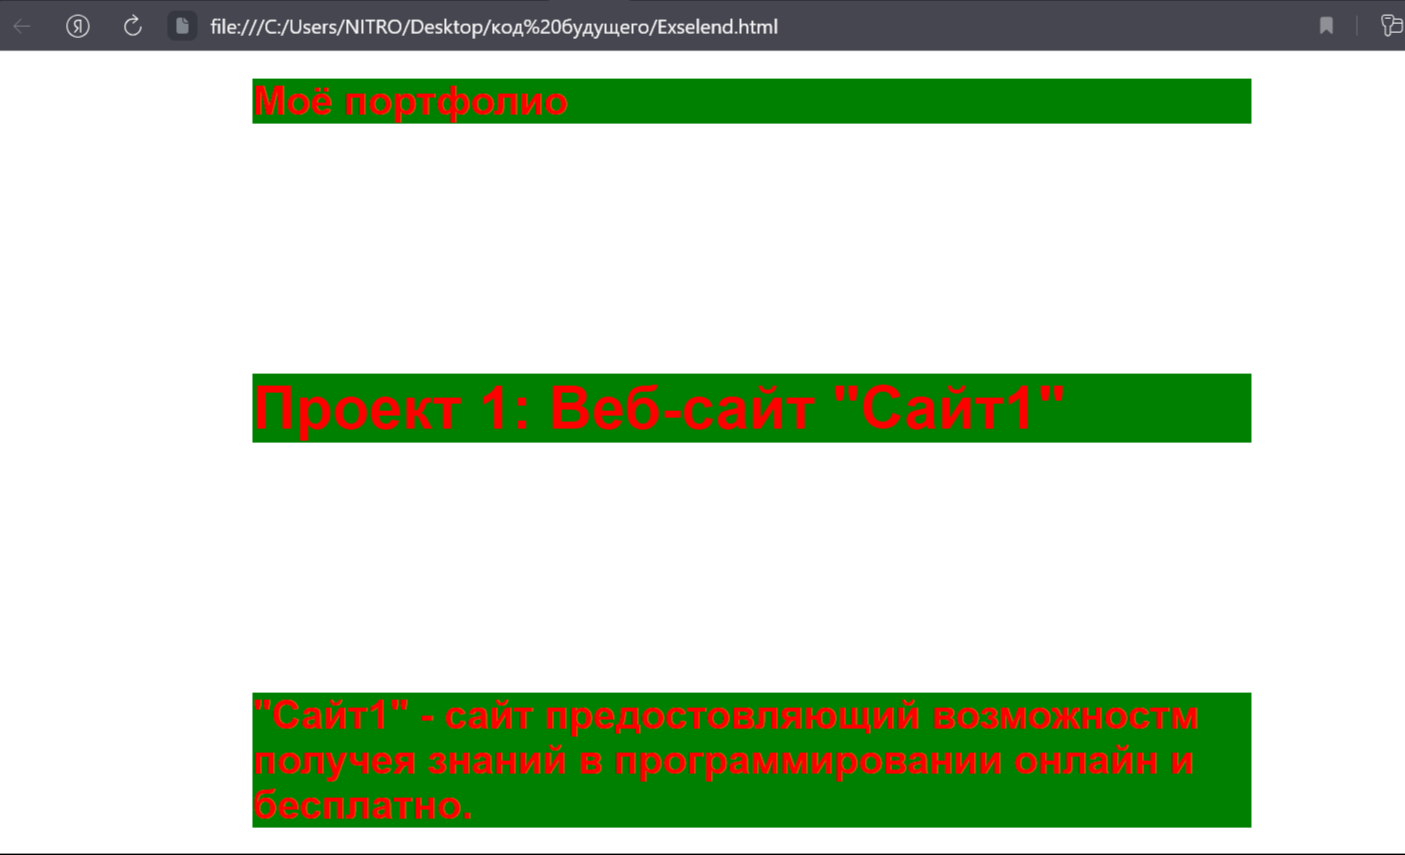 file:///C:/Users/NITRO/Desktop/код%20будущего/Exselend.html
Моё портфолио
Проект 1: Веб-сайт "Сайт1"
"Сайт1" - сайт предостовляющий возможностм
получея знаний в программировании онлайн и
бесплатно.